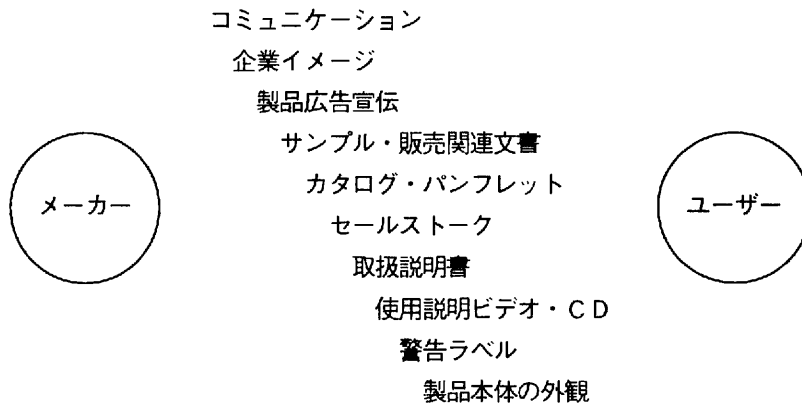 コミュニケーション
企業イメージ
製品広告宣伝
サンプル・販売関連文書
カタログ・パンフレット
メーカー
ユーザー
セールストーク
取扱説明書
使用説明ビデオ・ＣＤ
警告ラベル
製品本体の外観